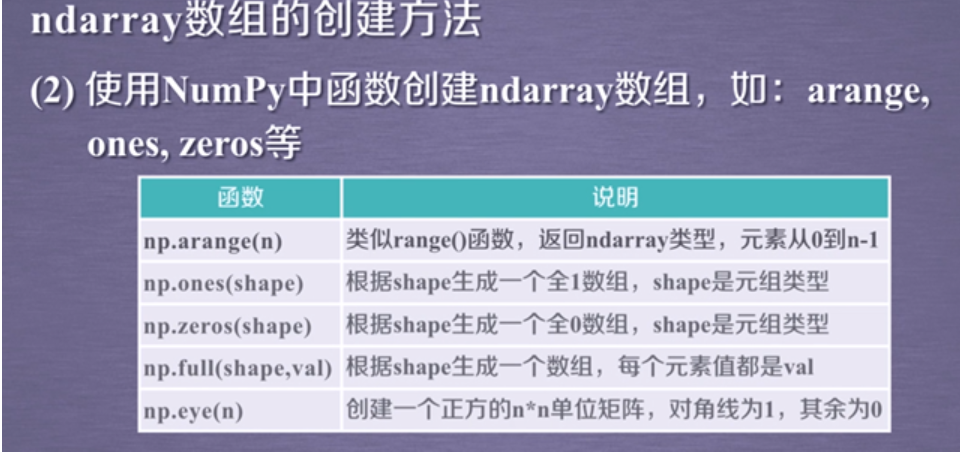 ndarray数组的创建方法
(2) 使用NumPy中函数创建ndarray数组，如：arange,
ones, zeros等
函数 说明
np.arange(n) 类似range()函数，返回ndarray类型，元素从0到n-1
np.ones(shape) 根据shape生成一个全1数组，shape是元组类型
np.zeros(shape) 根据shape生成一个全0数组，shape是元组类型
np.full(shape,val) 根据shape生成一个数组，每个元素值都是val
np.eye(n) 创建一个正方的n*n单位矩阵，对角线为1，其余为0